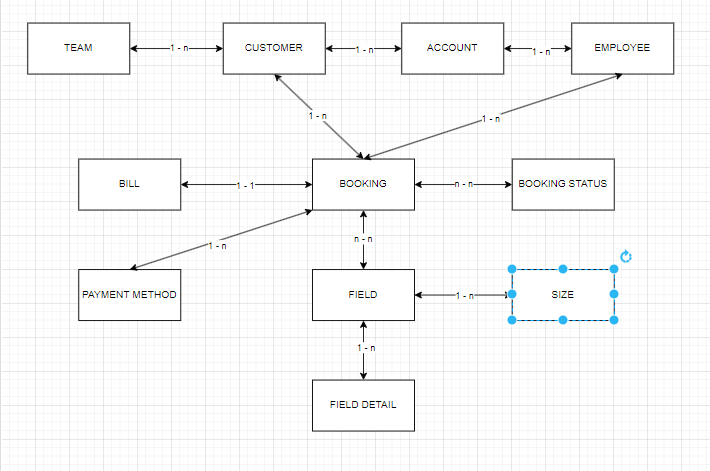 TEAM
1 - n
CUSTOMER
1 - n
ACCOUNT
1 - n
EMPLOYEE
1 - n
1 - n
BILL
1 - 1
BOOKING
n - n
BOOKING STATUS
1 - n
n - n
PAYMENT METHOD
FIELD
1 - n
SIZE
1 - n
FIELD DETAIL